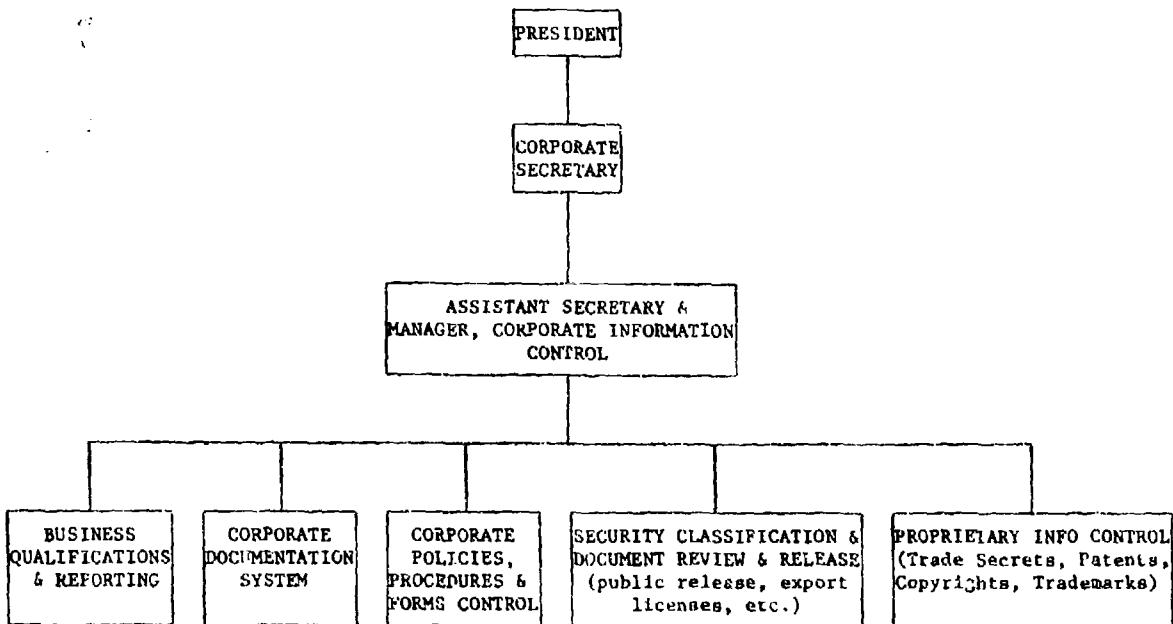 PRESIDENT
CORPORATE
SECRETARY
ASSISTANT SECRETARY &
MANAGER, CORPORATE INFORMATION
CONTROL
BUSINESS
QUALIFICATIONS
& REPORTING
CORPORATE
DOCUMENTATION
SYSTEM
CORPORATE
POLICIES,
PROCEDURES &
FORMS CONTROL
SECURITY CLASSIFICATION &
DOCUMENT REVIEW & RELEASE
(public release, export
licenses, etc.)
PROPRIETARY INFO CONTROL
(Trade Secrets, Patents,
Copyrights, Trademarks)